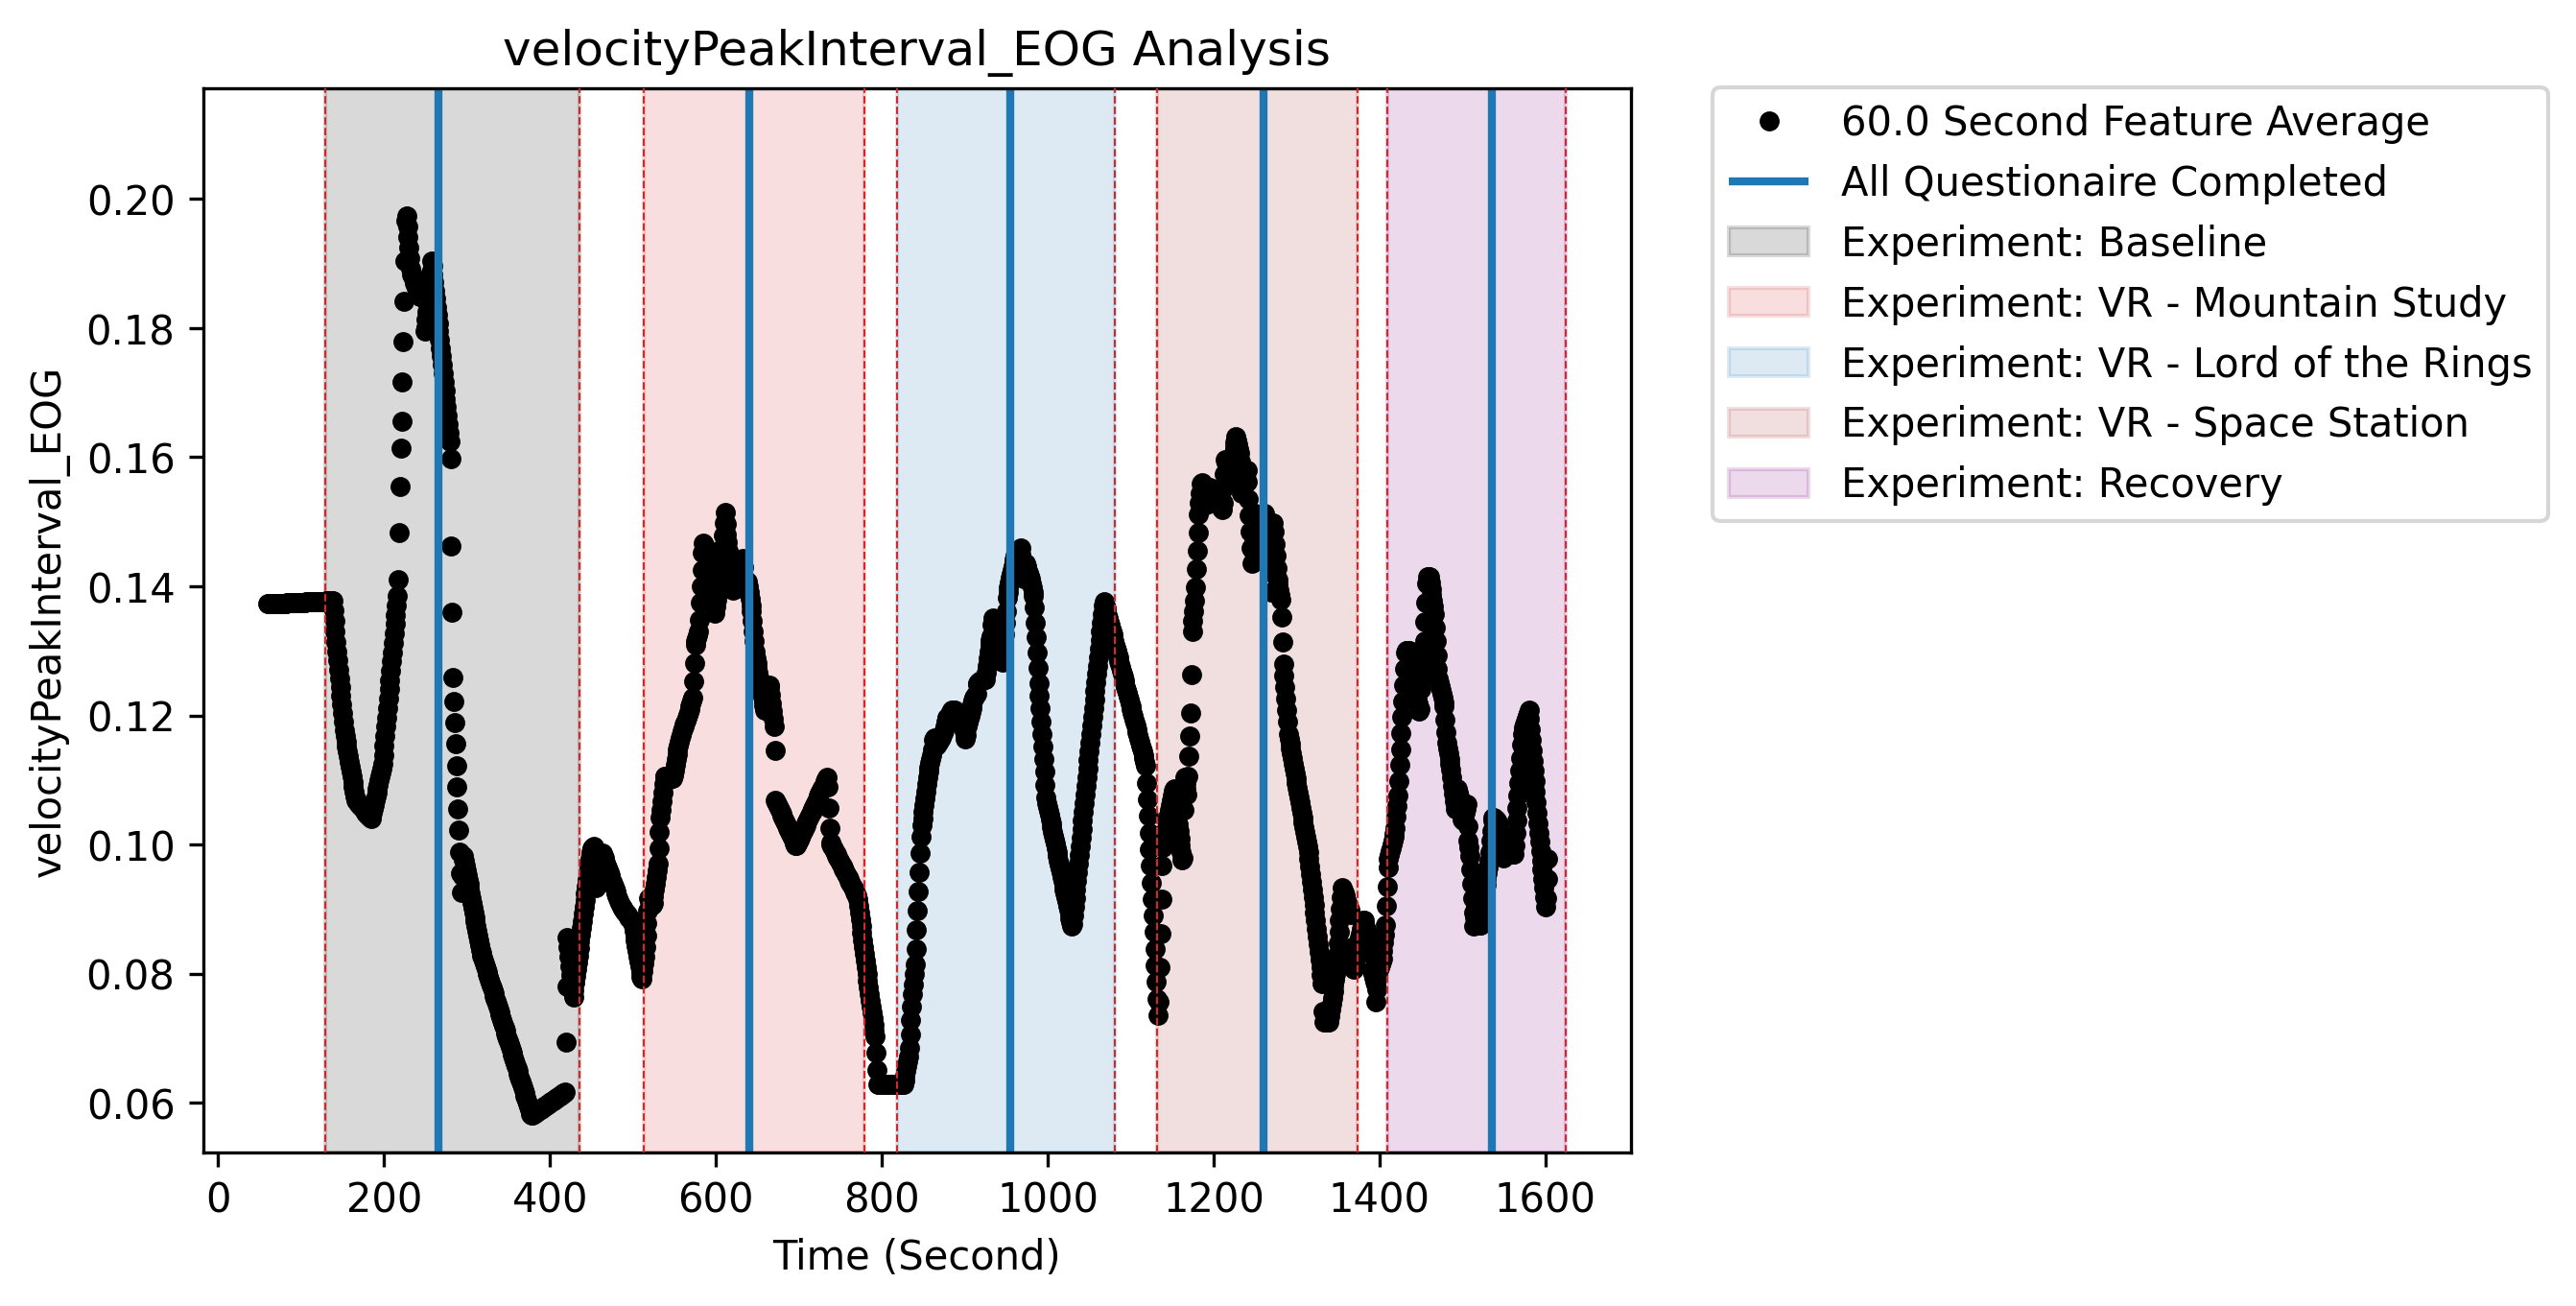 velocityPeakInterval_EOG Analysis
velocityPeakInterval_EOG
0.20
0.18
0.16
0.14
0.12
0.10
0.08
0.06
0 200 400 600 800 1000 1200 1400 1600
Time (Second)
60.0 Second Feature Average
All Questionaire Completed
Experiment: Baseline
Experiment: VR - Mountain Study
Experiment: VR - Lord of the Rings
Experiment: VR - Space Station
Experiment: Recovery